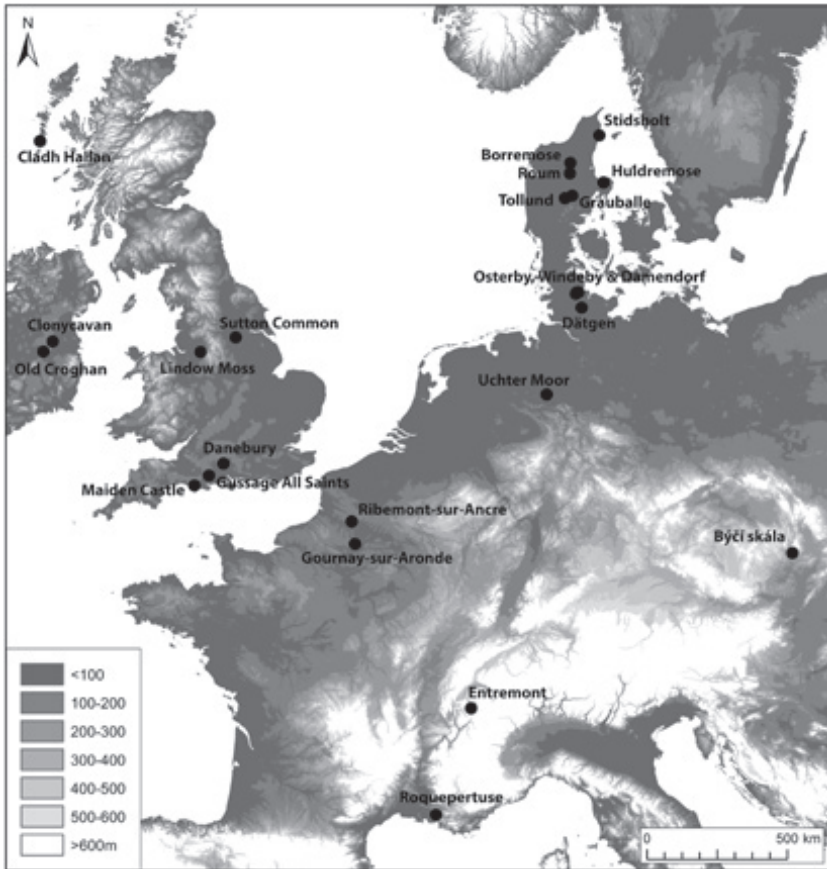 N
Stidsholt
Cladh Hallan
Borremose
Roum
Huldremose
Tollund
Grauballe
Osterby, Windeby & Damendorf
Dätgen
Clonycavan
Sutton Common
Old Croghan
Lindow Moss
Uchter Moor
Danebury
Maiden Castle
Gussage All Saints
Ribemont-sur-Ancre
Býčí skála
Gournay-sur-Aronde
Entremont
Roquepertuse
<100
100-200
200-300
300-400
400-500
500-600
>600m
0 500 km